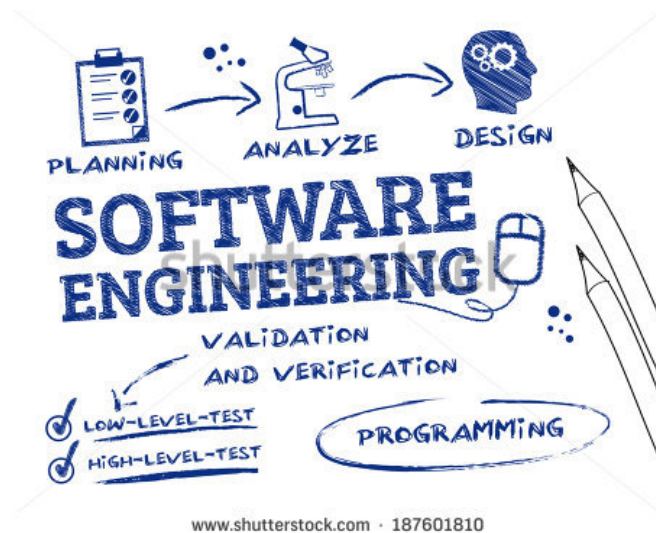 PLANNING
ANALYZE
DESIGN
SOFTWARE
ENGINEERING
shutterstock
VALIDATION
AND VERIFICATION
LOW-LEVEL-TEST
HIGH-LEVEL-TEST
PROGRAMMING
www.shutterstock.com · 187601810